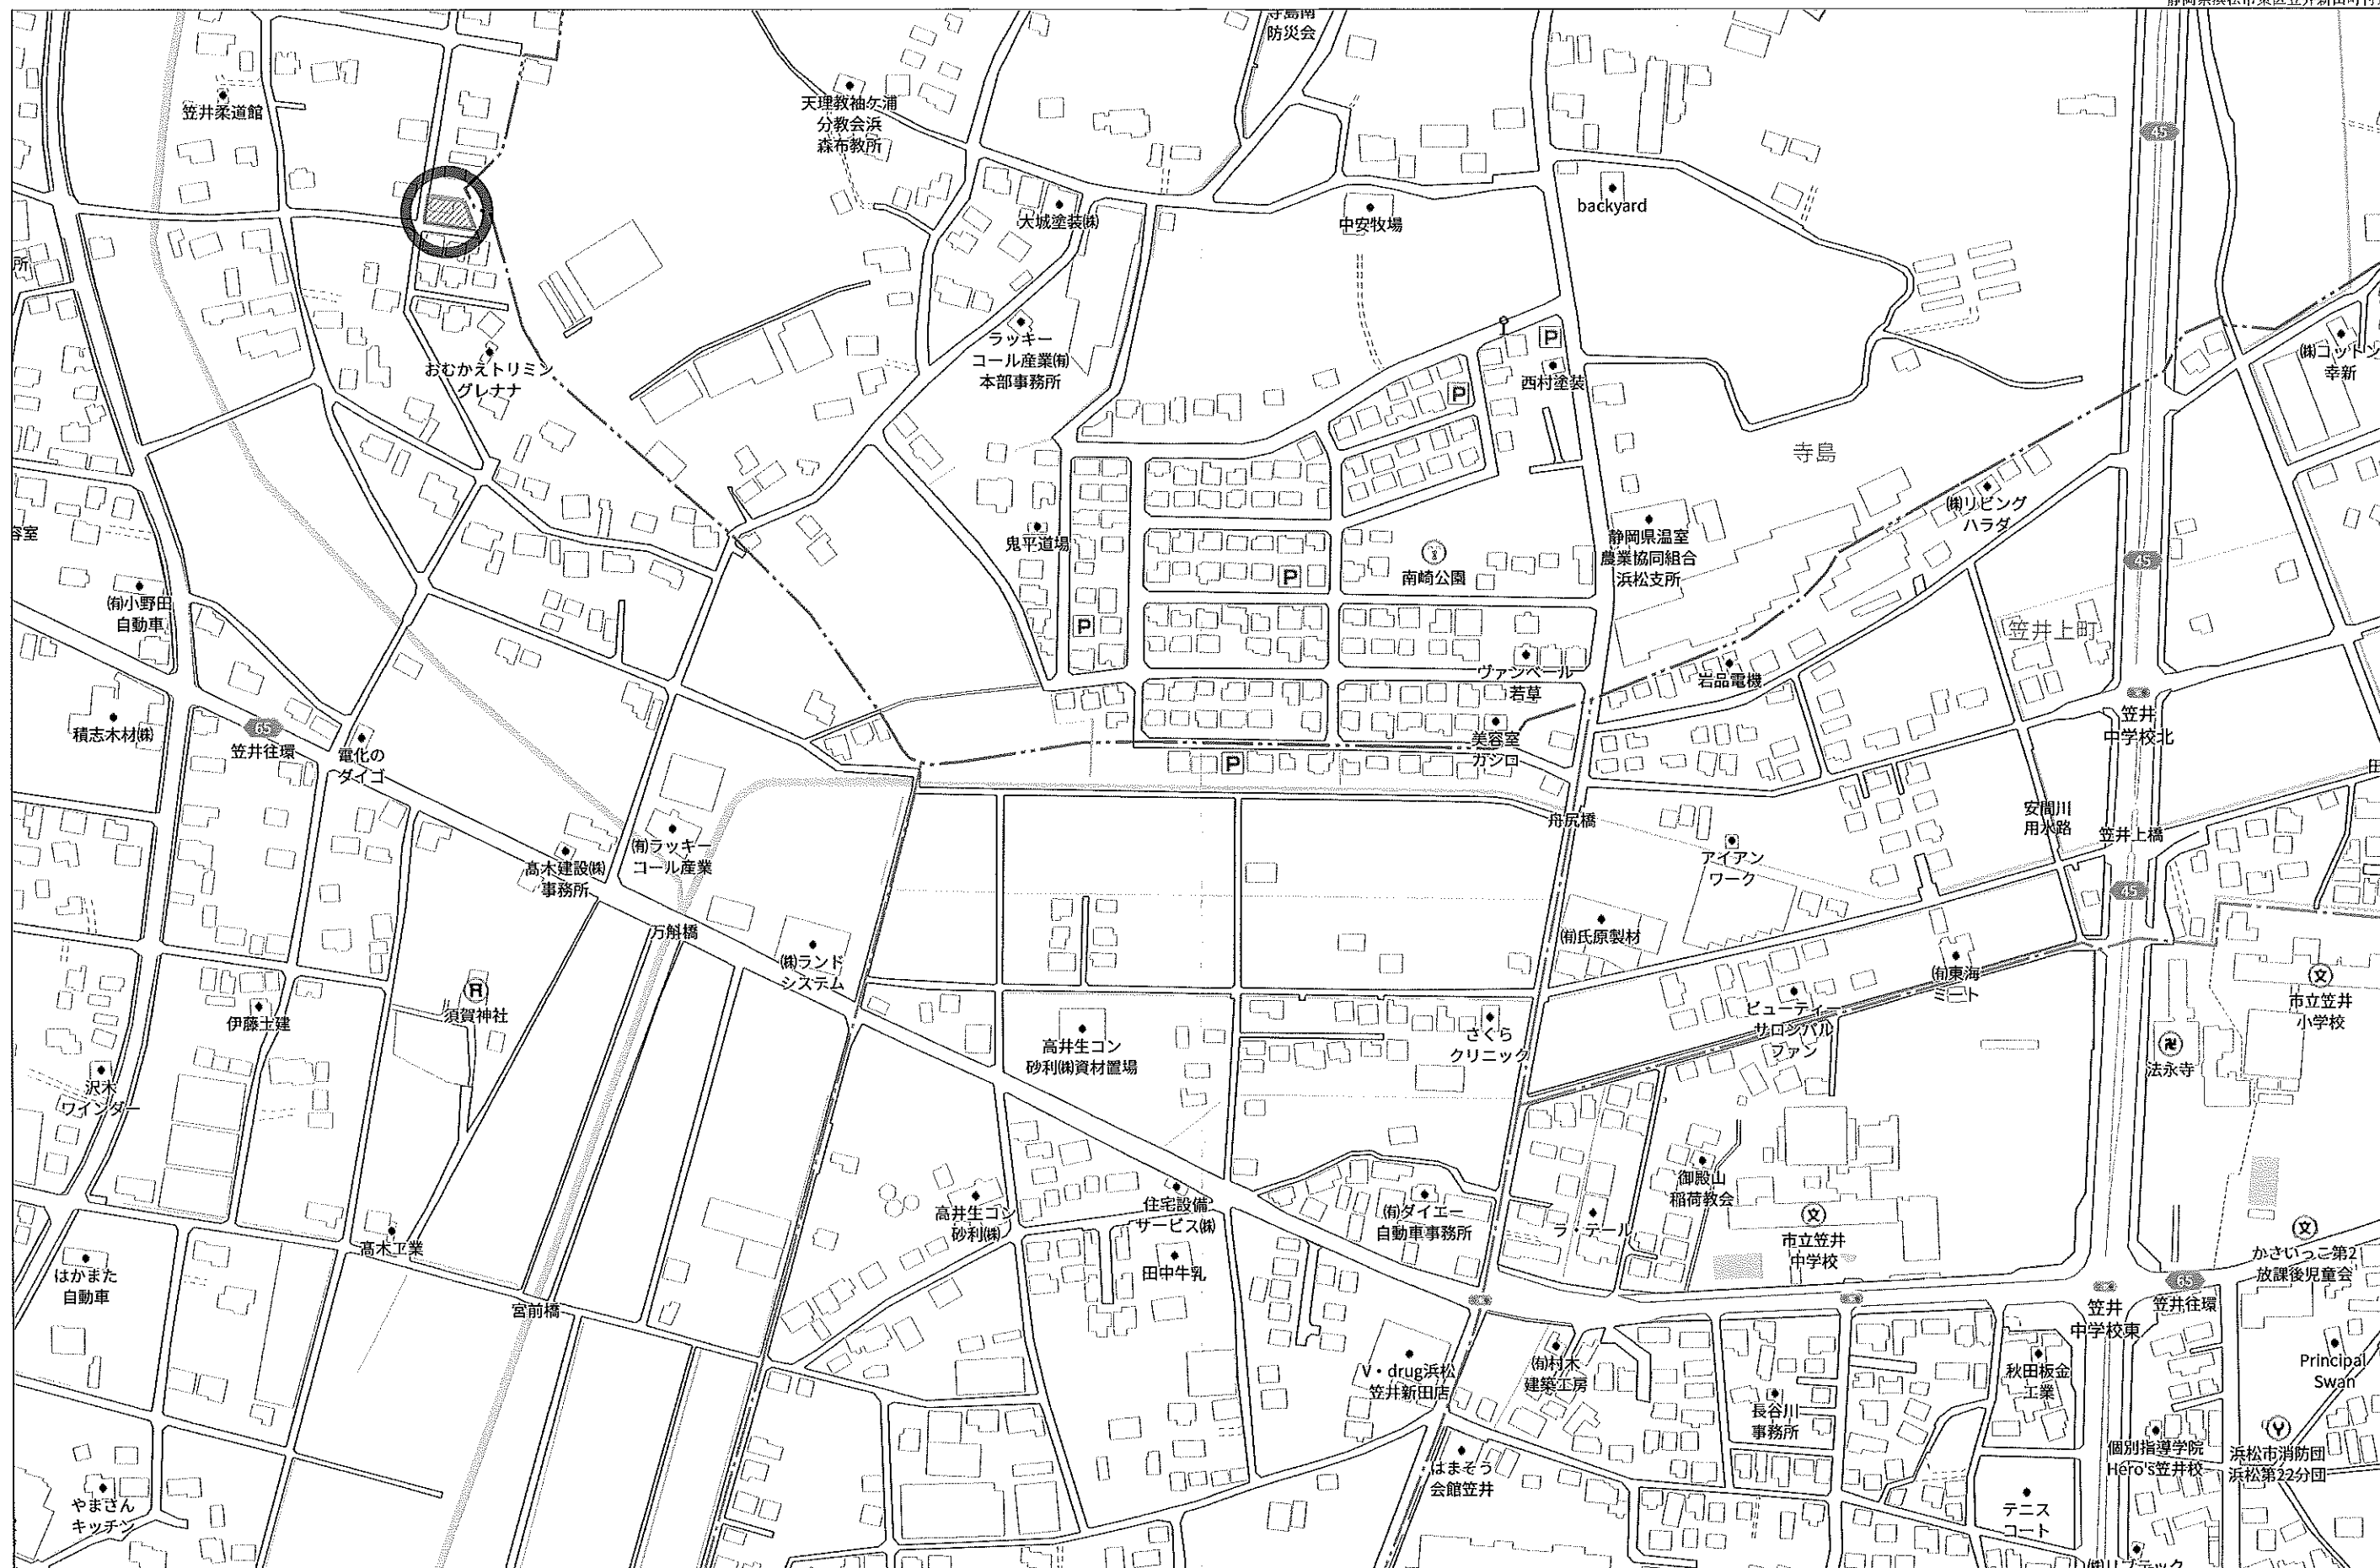 寺島南
防災会
笠井柔道館
天理教袖ケ浦
分教会浜
森布教所
45
backyard
大城塗装㈱
中安牧場
所
ラッキー
コール産業㈲
本部事務所
おむかえトリミン
グレナナ
P
西村塗装
P
㈱コットン
幸新
寺島
㈱リビング
ハラダ
容室
鬼平道場
静岡県温室
農業協同組合
浜松支所
南崎公園
P
45
㈲小野田
自動車
P
笠井上町
ヴァンベール
若草
岩品電機
積志木材㈱
65
笠井往環
電化の
ダイゴ
笠井
中学校北
美容室
カシロ
P
田
舟尻橋
安間川
用水路
笠井上橋
㈲ラッキー
コール産業
髙木建設㈱
事務所
アイアン
ワーク
45
万斛橋
㈲氏原製材
㈱ランド
システム
㈲東海
ミート
市立笠井
小学校
須賀神社
伊藤土建
ビューティー
サロンパル
ファン
さくら
クリニック
高井生コン
砂利㈱資材置場
法永寺
沢木
ワインダー
御殿山
稲荷教会
高井生コン
砂利㈱
住宅設備
サービス㈱
㈲ダイエー
自動車事務所
ラ・テール
市立笠井
中学校
髙木工業
田中牛乳
かさいっこ第2
放課後児童会
はかまた
自動車
宮前橋
65
笠井
中学校東
笠井往環
V・drug浜松
笠井新田店
㈲村木
建築工房
秋田板金
工業
Principal
Swan
長谷川
事務所
個別指導学院
Hero's笠井校
浜松市消防団
浜松第22分団
はまそう
会館笠井
やまさん
キッチン
テニス
コート